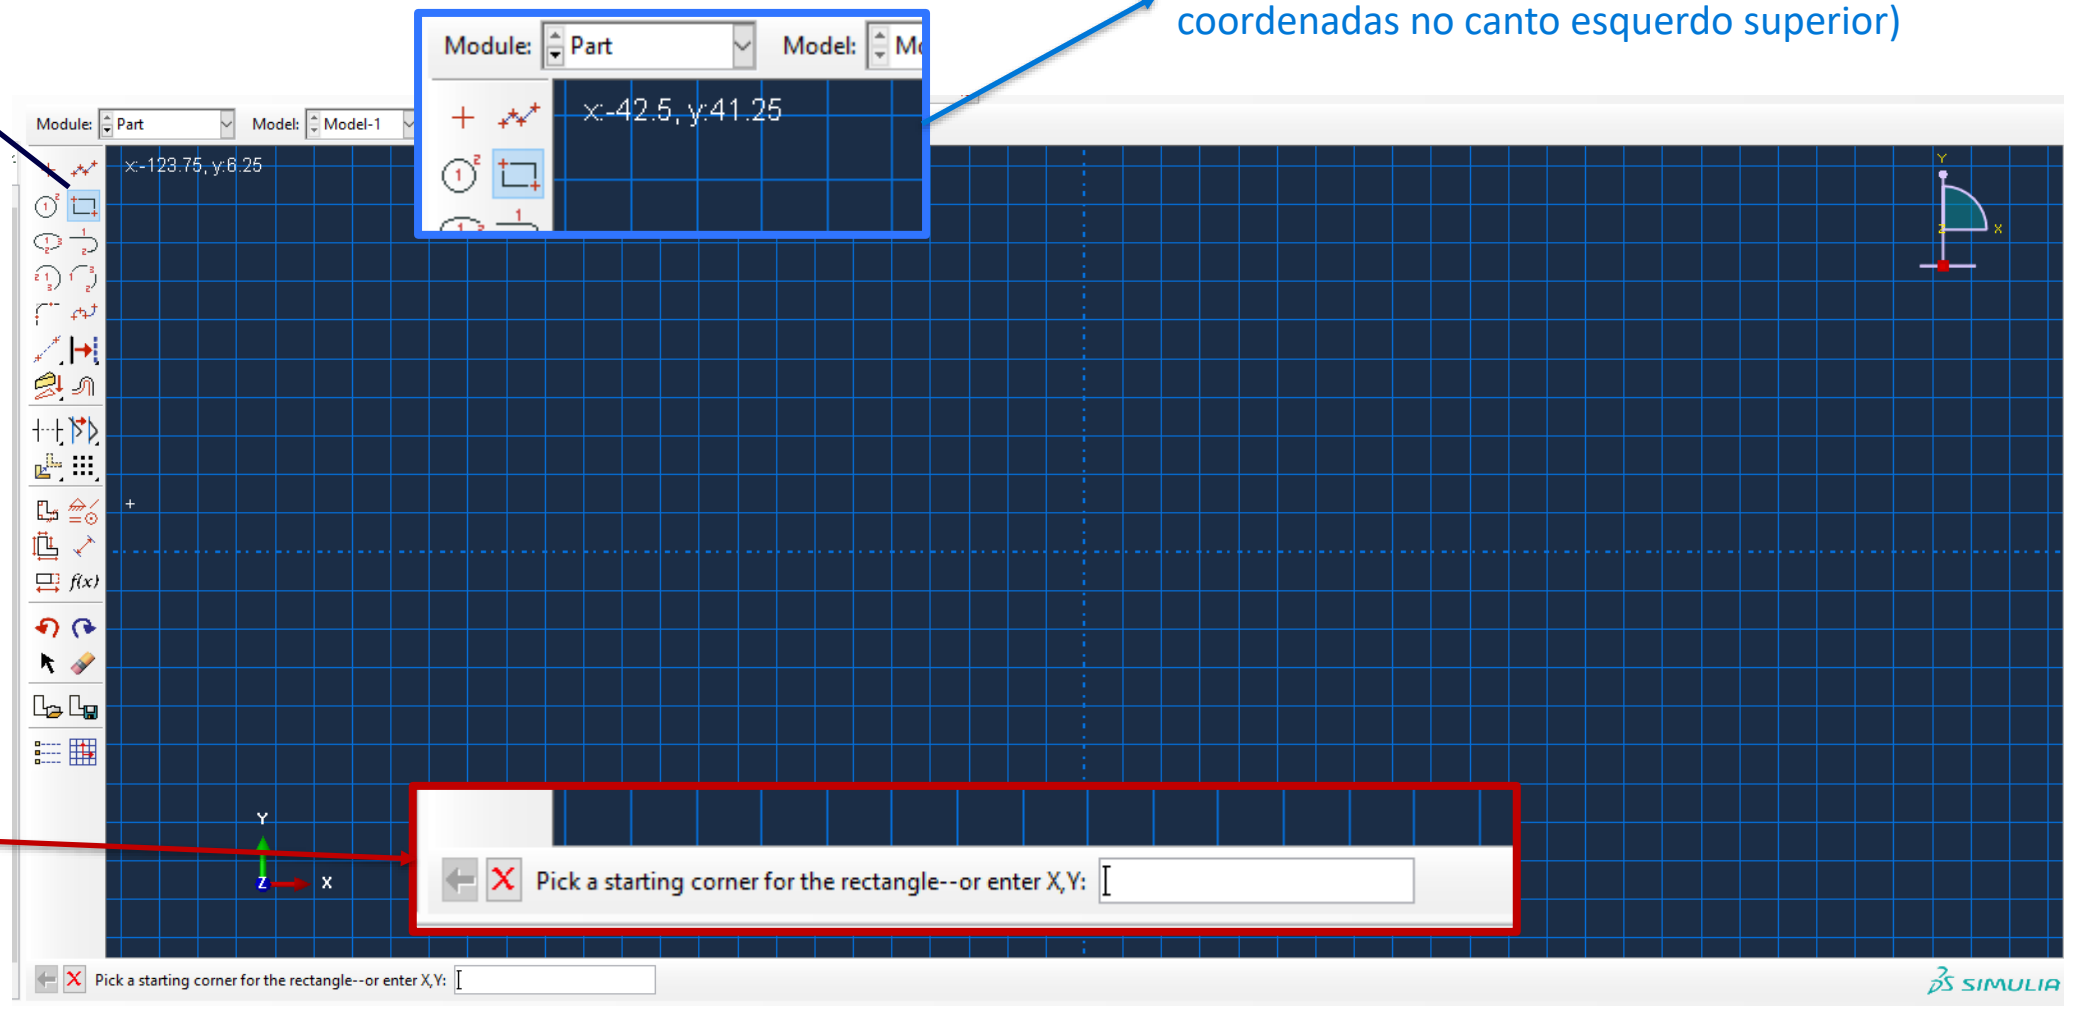 coordenadas no canto esquerdo superior)
Module: Part Model: Mo
x:-42.5, y:41.25
Module: Part Model: Model-1
x:-123.75, y:6.25
f(x)
Y
X
Z
Y
Z
X
Pick a starting corner for the rectangle--or enter X,Y:
Pick a starting corner for the rectangle--or enter X,Y:
SIMULIA